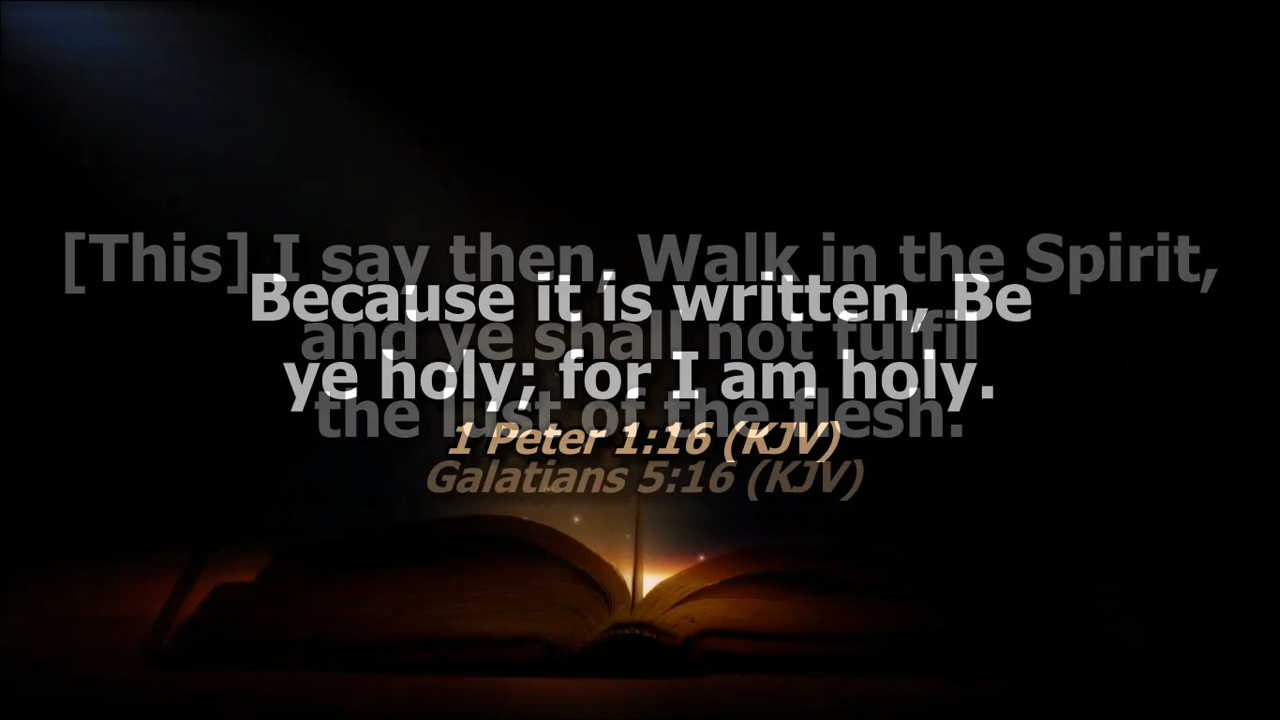 [This] I say then, Walk in the Spirit,
and ye shall not fulfil
the lust of the flesh.
Galatians 5:16 (KJV)
Because it is written, Be
ye holy; for I am holy.
1 Peter 1:16 (KJV)